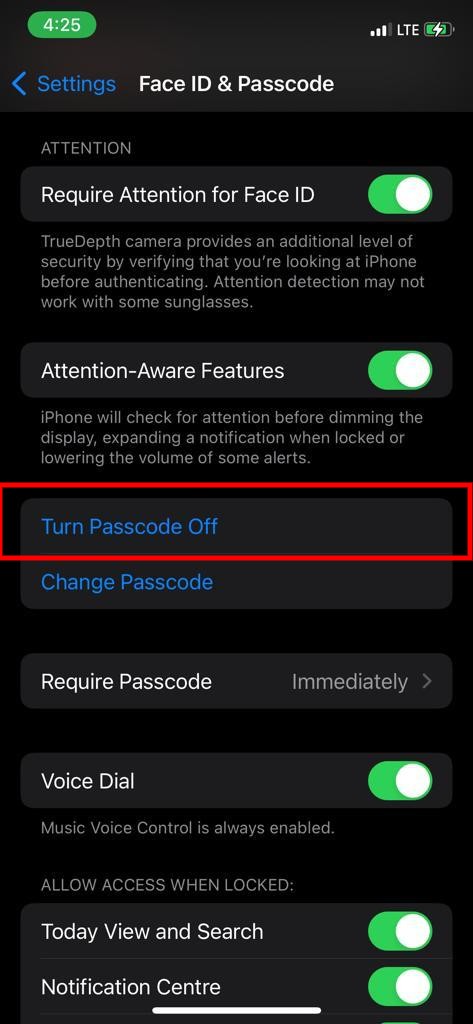 4:25
LTE
Settings
Face ID & Passcode
ATTENTION
Require Attention for Face ID
TrueDepth camera provides an additional level of
security by verifying that you're looking at iPhone
before authenticating. Attention detection may not
work with some sunglasses.
Attention-Aware Features
iPhone will check for attention before dimming the
display, expanding a notification when locked or
lowering the volume of some alerts.
Turn Passcode Off
Change Passcode
Require Passcode Immediately
Voice Dial
Music Voice Control is always enabled.
ALLOW ACCESS WHEN LOCKED:
Today View and Search
Notification Centre